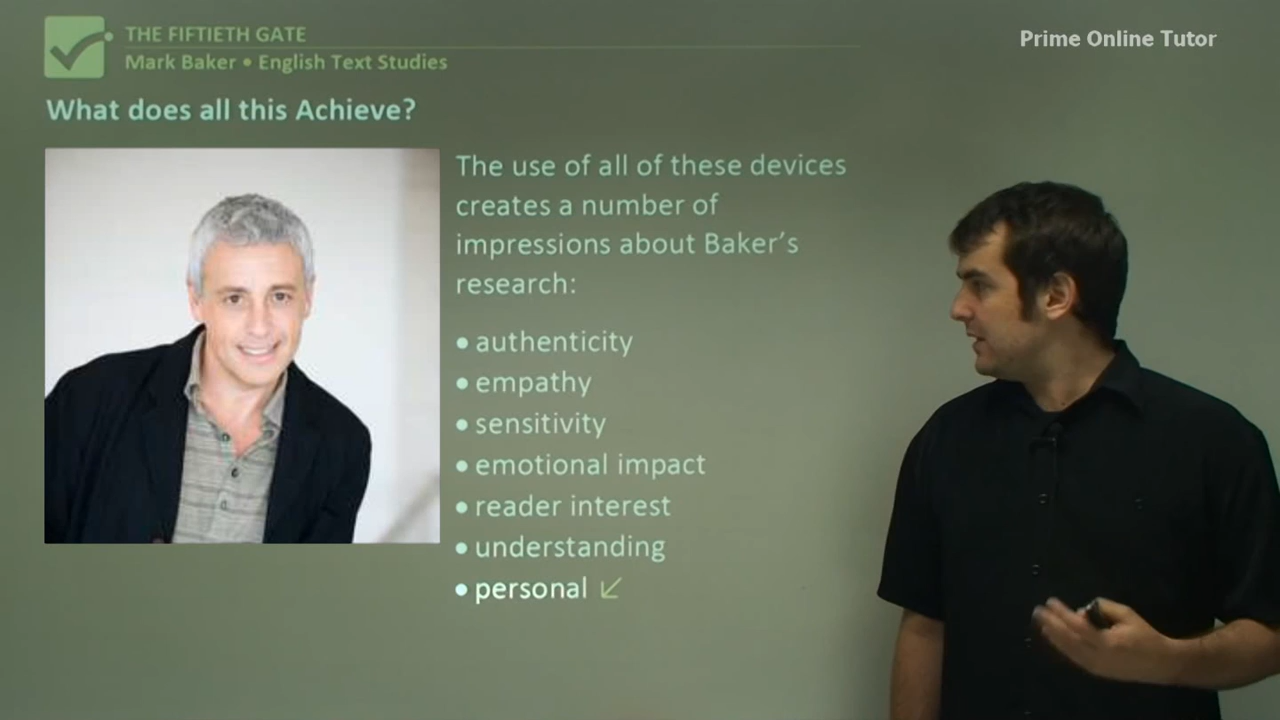 THE FIFTIETH GATE
Mark Baker • English Text Studies
Prime Online Tutor
What does all this Achieve?
The use of all of these devices
creates a number of
impressions about Baker's
research:
• authenticity
• empathy
• sensitivity
• emotional impact
• reader interest
• understanding
• personal ↙